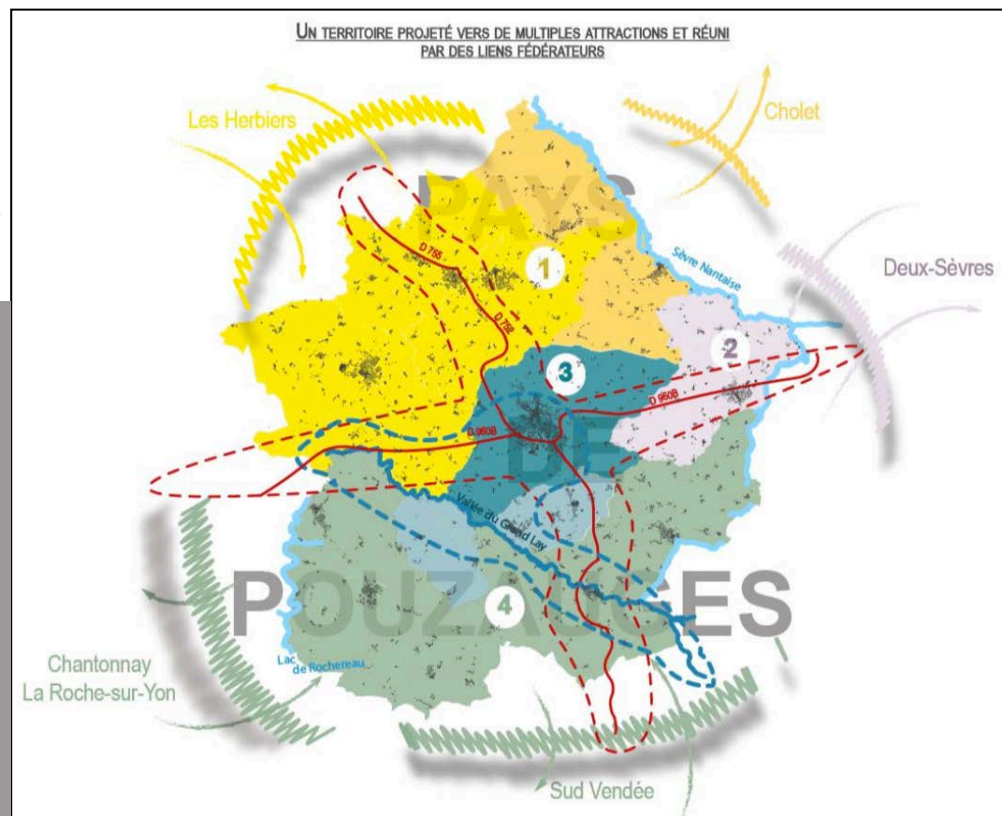 UN TERRITOIRE PROJETÉ VERS DE MULTIPLES ATTRACTIONS ET RÉUNI
PAR DES LIENS FÉDÉRATEURS
Les Herbiers
Cholet
PAYS
Sèvre Nantaise
D 755
1
Deux-Sèvres
D 752
2
3
D 960B
D 960B
DE
Vallée du Grand Lay
4
POUZAUGES
Lac
de Rochereau
Chantonnay
La Roche-sur-Yon
Sud Vendée